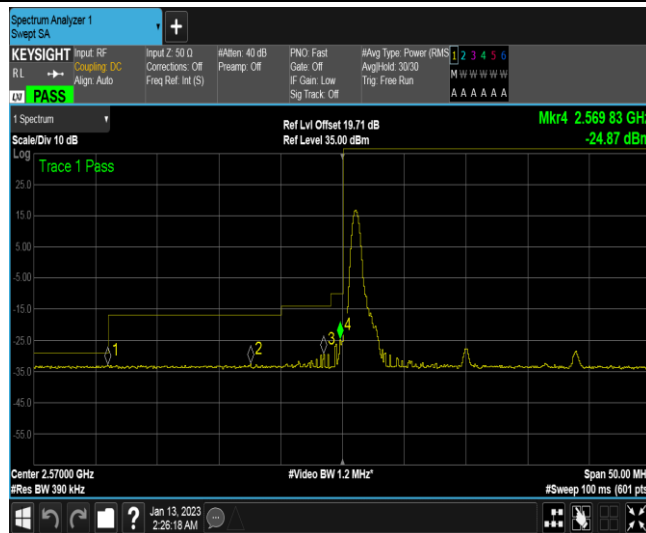 Spectrum Analyzer 1
Swept SA
+
KEYSIGHT
RL
LXI PASS
Input: RF
Coupling: DC
Align: Auto
Input Z: 50 Ω
Corrections: Off
Freq Ref: Int (S)
#Atten: 40 dB
Preamp: Off
PNO: Fast
Gate: Off
IF Gain: Low
Sig Track: Off
#Avg Type: Power (RMS
Avg|Hold: 30/30
Trig: Free Run
1 2 3 4 5 6
M W W W W W
A A A A A A
1 Spectrum
Scale/Div 10 dB
Ref Lvl Offset 19.71 dB
Ref Level 35.00 dBm
Mkr4 2.569 83 GHz
-24.87 dBm
Log
Trace 1 Pass
25.0
15.0
5.00
-5.00
-15.0
-25.0
-35.0
-45.0
-55.0
1
2
3
4
Center 2.57000 GHz
#Res BW 390 kHz
#Video BW 1.2 MHz*
Span 50.00 MH
#Sweep 100 ms (601 pts
?
Jan 13, 2023
2:26:18 AM